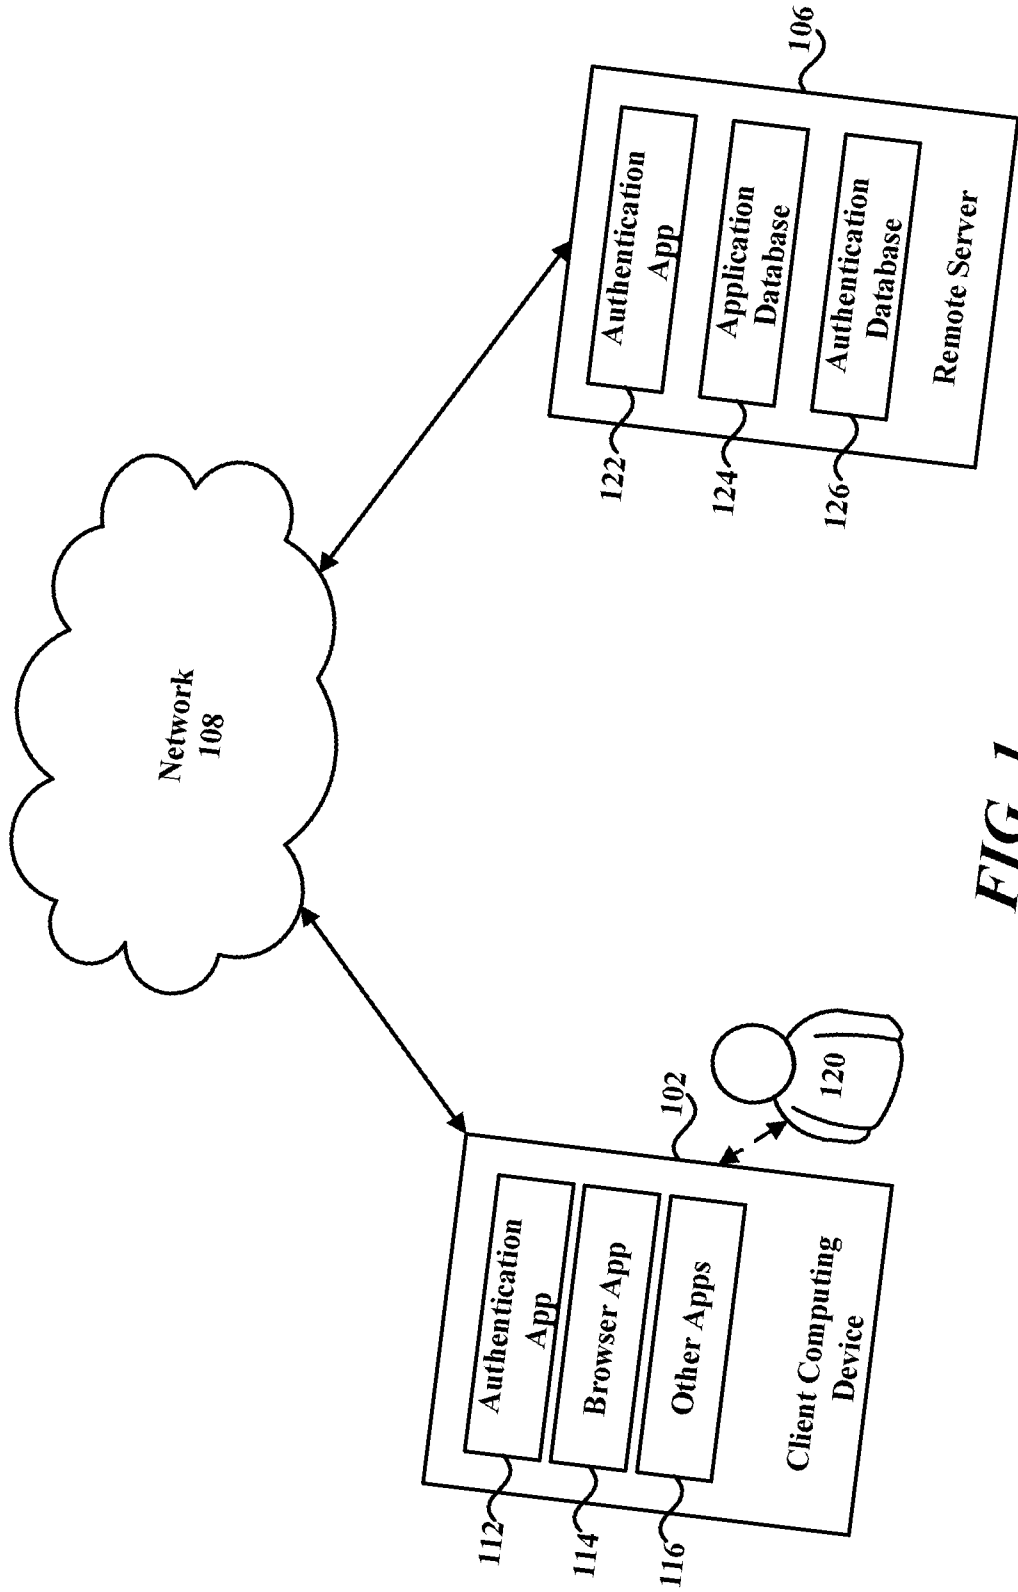 Network
108
102
112
Authentication
App
114
Browser App
116
Other Apps
Client Computing
Device
120
106
122
Authentication
App
124
Application
Database
126
Authentication
Database
Remote Server
FIG. 1